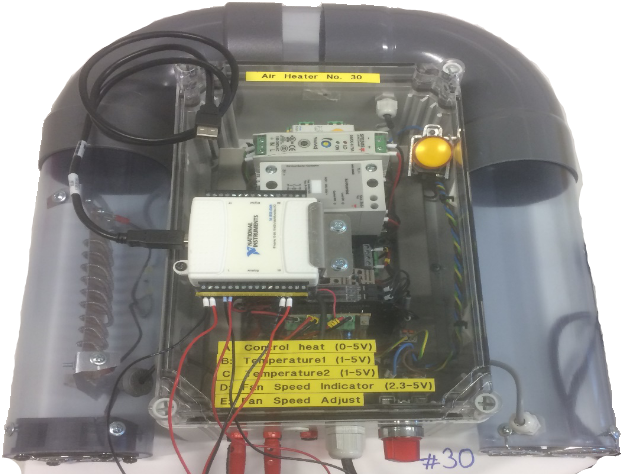 Air Heater No. 30
NATIONAL
INSTRUMENTS
A: Control heat (0-5V)
B: Temperature1 (1-5V)
C: Temperature2 (1-5V)
D: Fan Speed Indicator (2.3-5V)
E: Fan Speed Adjust
#30